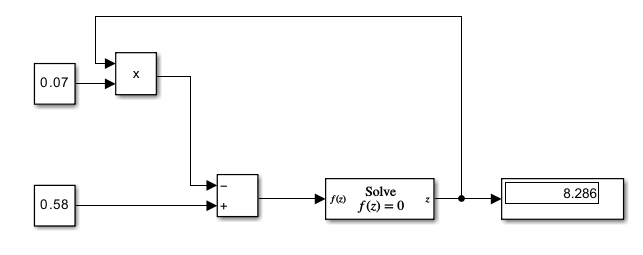 0.07
x
−
+
0.58
f(z)
Solve
f(z) = 0
z
8.286